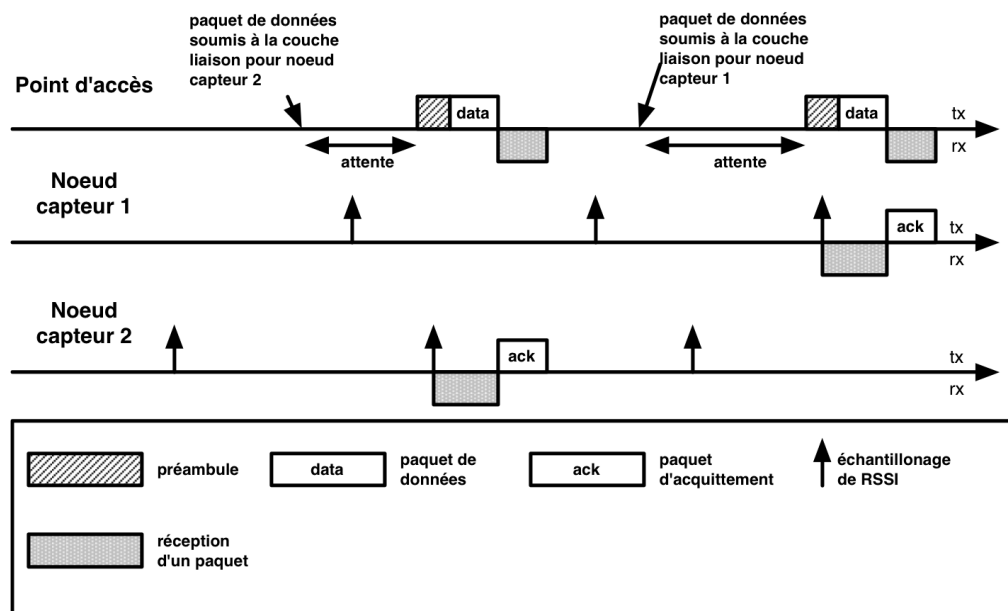 paquet de données
soumis à la couche
liaison pour noeud
capteur 2
paquet de données
soumis à la couche
liaison pour noeud
capteur 1
Point d'accès
data
data
tx
rx
attente
attente
Noeud
capteur 1
ack
tx
rx
Noeud
capteur 2
ack
tx
rx
préambule
data
paquet de
données
ack
paquet
d'acquittement
échantillonage
de RSSI
réception
d'un paquet